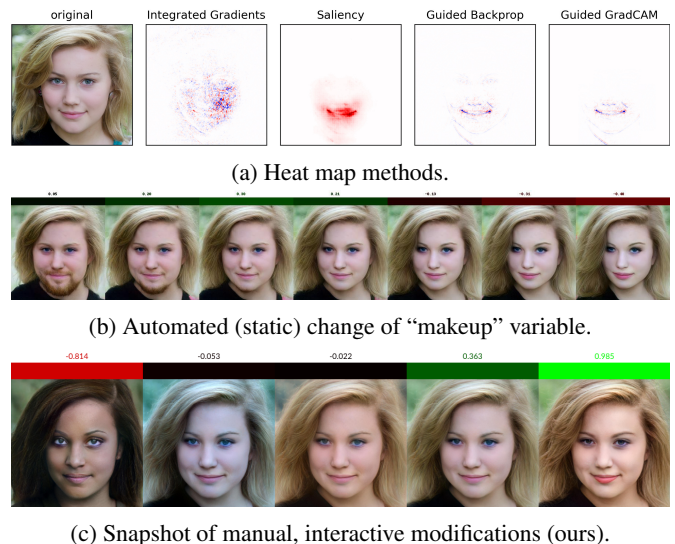 original Integrated Gradients Saliency Guided Backprop Guided GradCAM
(a) Heat map methods.
(b) Automated (static) change of “makeup” variable.
-0.814 -0.053 -0.022 0.363 0.985
(c) Snapshot of manual, interactive modifications (ours).